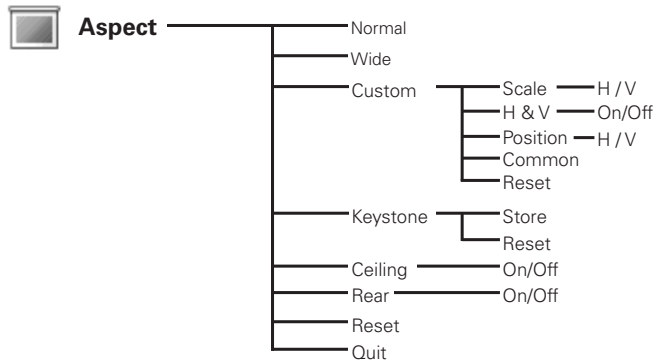 Aspect Normal
Wide
Custom Scale H / V
H & V On/Off
Position H / V
Common
Reset
Keystone Store
Reset
Ceiling On/Off
Rear On/Off
Reset
Quit